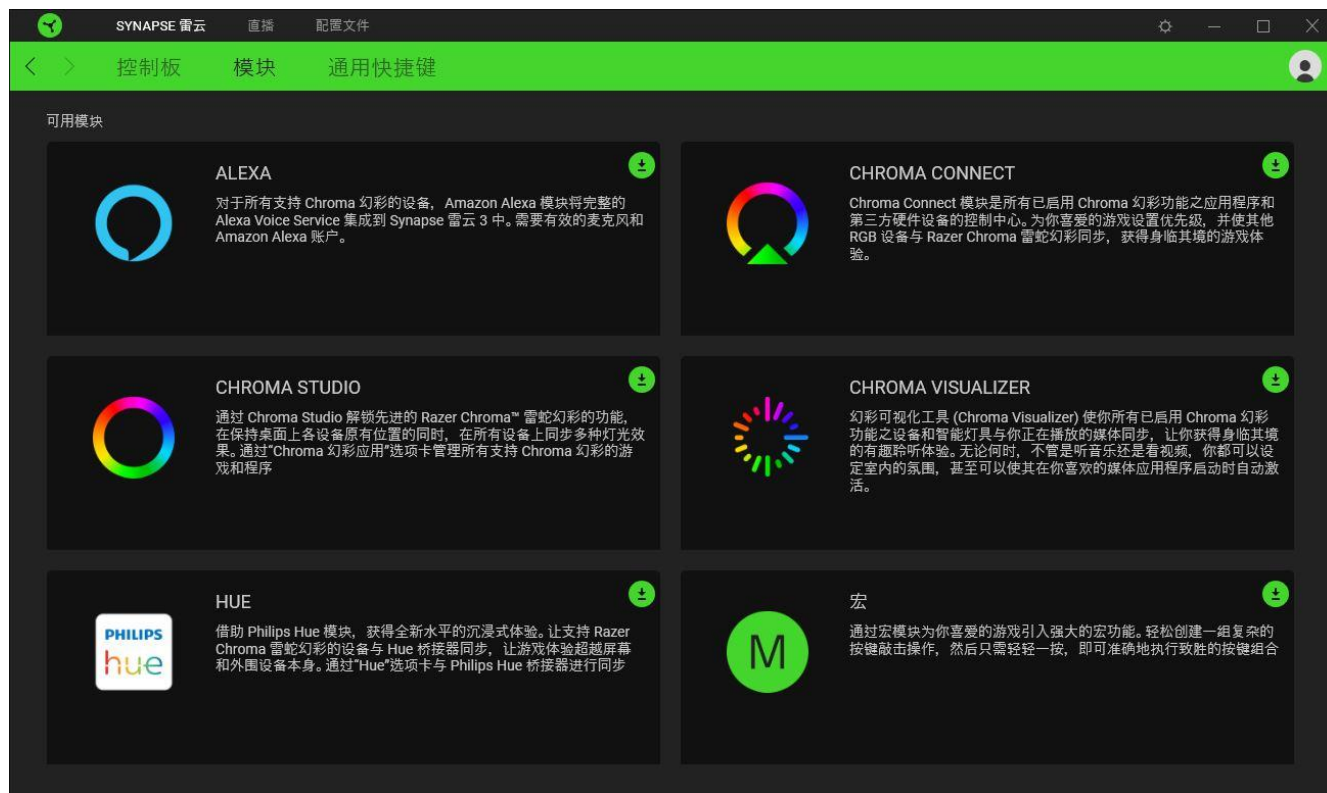 SYNAPSE 雷云 直播 配置文件
控制板 模块 通用快捷键
可用模块
ALEXA
对于所有支持 Chroma 幻彩的设备，Amazon Alexa 模块将完整的
Alexa Voice Service 集成到 Synapse 雷云 3 中。需要有效的麦克风和
Amazon Alexa 账户。
CHROMA CONNECT
Chroma Connect 模块是所有已启用 Chroma 幻彩功能之应用程序和
第三方硬件设备的控制中心。为你喜爱的游戏设置优先级，并使其他
RGB 设备与 Razer Chroma 雷蛇幻彩同步，获得身临其境的游戏体
验。
CHROMA STUDIO
通过 Chroma Studio 解锁先进的 Razer Chroma™ 雷蛇幻彩的功能，
在保持桌面上各设备原有位置的同时，在所有设备上同步多种灯光效
果。通过“Chroma 幻彩应用”选项卡管理所有支持 Chroma 幻彩的游
戏和程序
CHROMA VISUALIZER
幻彩可视化工具 (Chroma Visualizer) 使你所有已启用 Chroma 幻彩
功能之设备和智能灯具与你正在播放的媒体同步，让你获得身临其境
的有趣聆听体验。无论何时，不管是听音乐还是看视频，你都可以设
定室内的氛围，甚至可以使其在你喜欢的媒体应用程序启动时自动激
活。
PHILIPS
hue
HUE
借助 Philips Hue 模块，获得全新水平的沉浸式体验。让支持 Razer
Chroma 雷蛇幻彩的设备与 Hue 桥接器同步，让游戏体验超越屏幕
和外围设备本身。通过“Hue”选项卡与 Philips Hue 桥接器进行同步
M
宏
通过宏模块为你喜爱的游戏引入强大的宏功能。轻松创建一组复杂的
按键敲击操作，然后只需轻轻一按，即可准确地执行致胜的按键组合